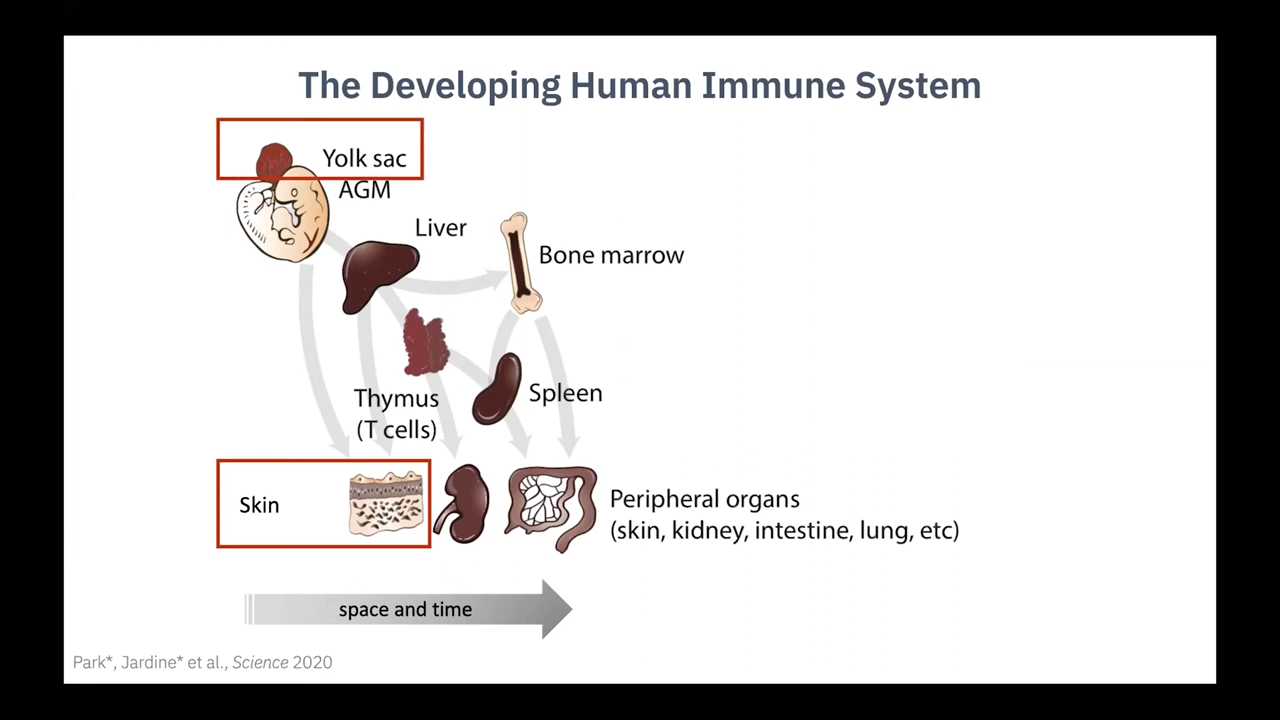 The Developing Human Immune System
Yolk sac
AGM
Liver
Bone marrow
Thymus
(T cells)
Spleen
Skin
Peripheral organs
(skin, kidney, intestine, lung, etc)
space and time
Park*, Jardine* et al., Science 2020